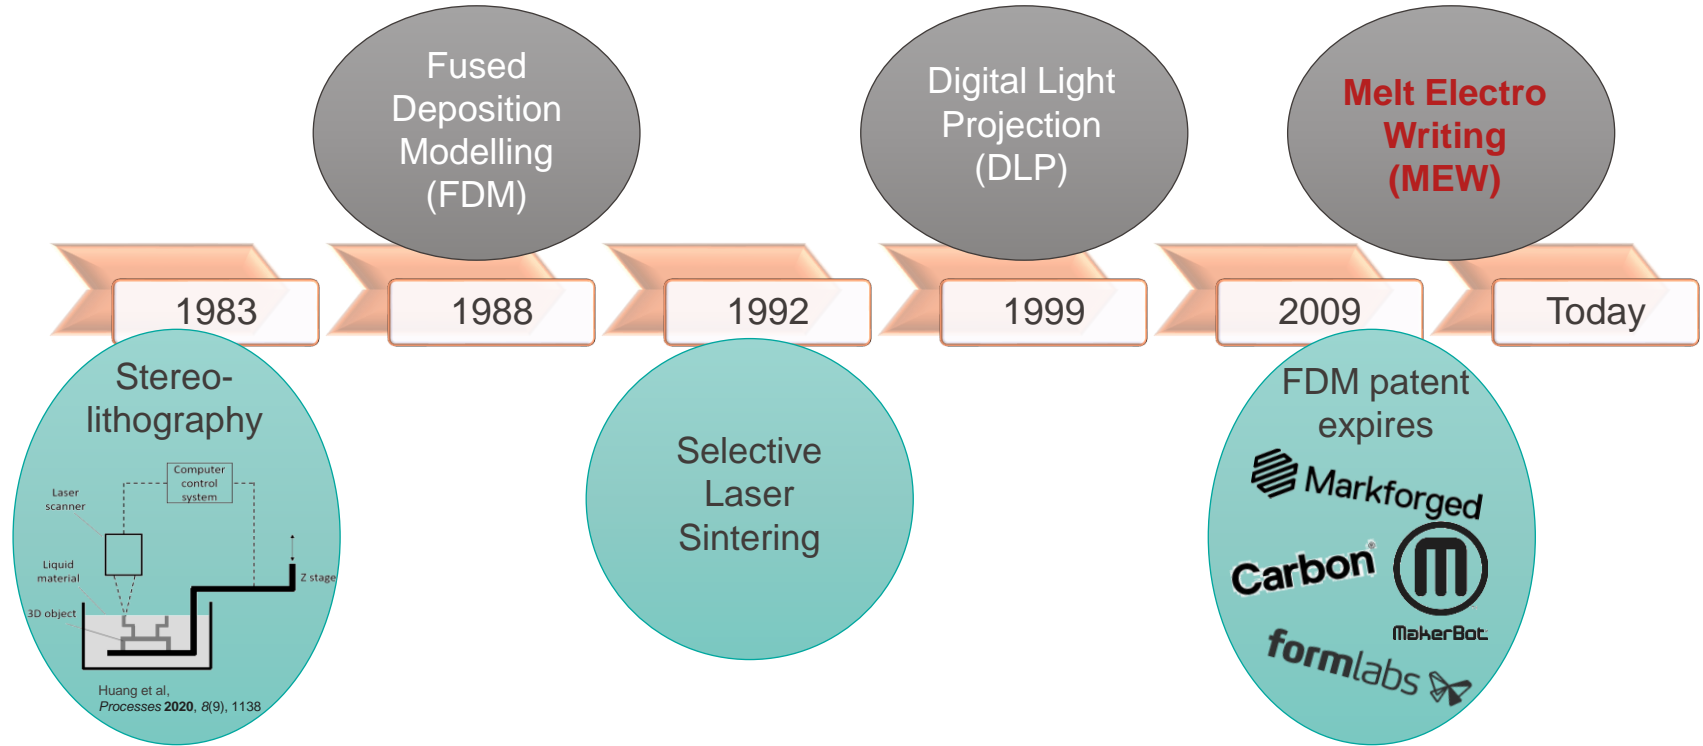 Fused
Deposition
Modelling
(FDM)
Digital Light
Projection
(DLP)
Melt Electro
Writing
(MEW)
1983
1988
1992
1999
2009
Today
Stereo-
lithography
Computer
control
system
Laser
scanner
Liquid
material
Z stage
3D object
Huang et al,
Processes 2020, 8(9), 1138
Selective
Laser
Sintering
FDM patent
expires
Markforged
Carbon®
MakerBot
formlabs